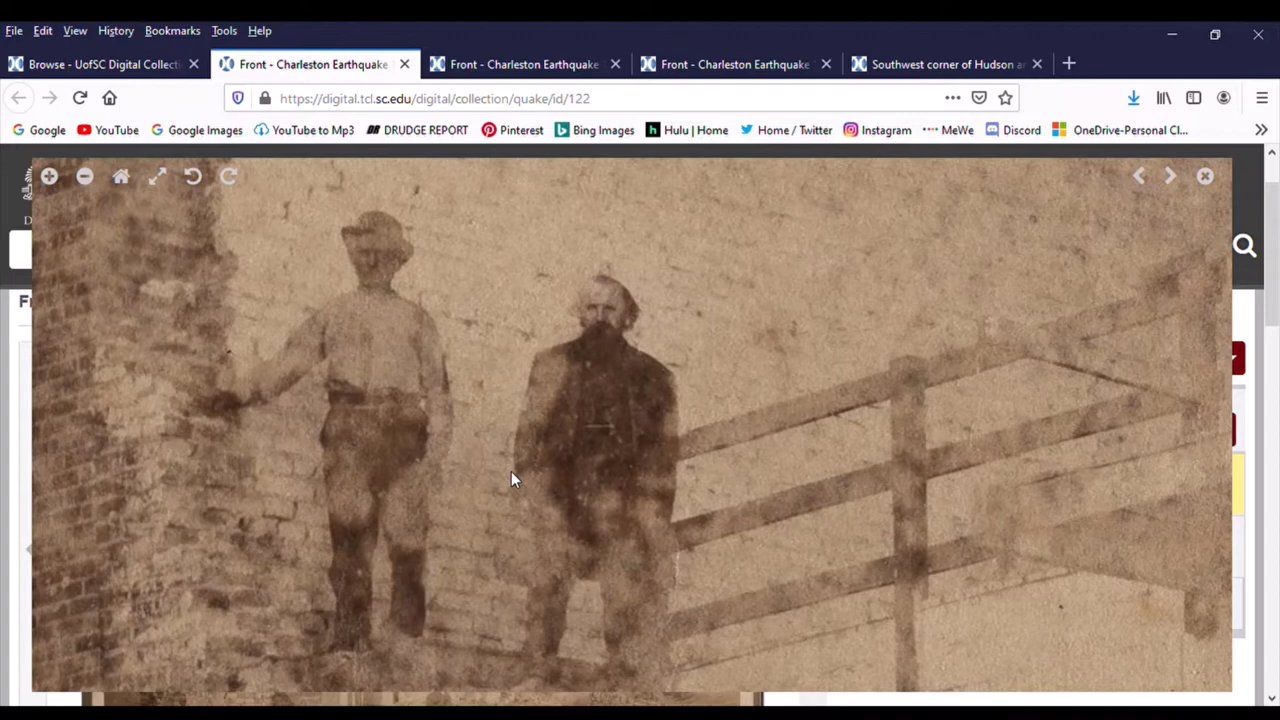 File Edit View History Bookmarks Tools Help
Browse - UofSC Digital Collecti Front - Charleston Earthquake Front - Charleston Earthquake Front - Charleston Earthquake Southwest corner of Hudson a
https://digital.tcl.sc.edu/digital/collection/quake/id/122
Google YouTube Google Images YouTube to Mp3 DRUDGE REPORT Pinterest Bing Images Hulu | Home Home / Twitter Instagram MeWe Discord OneDrive-Personal Cl...
D
F